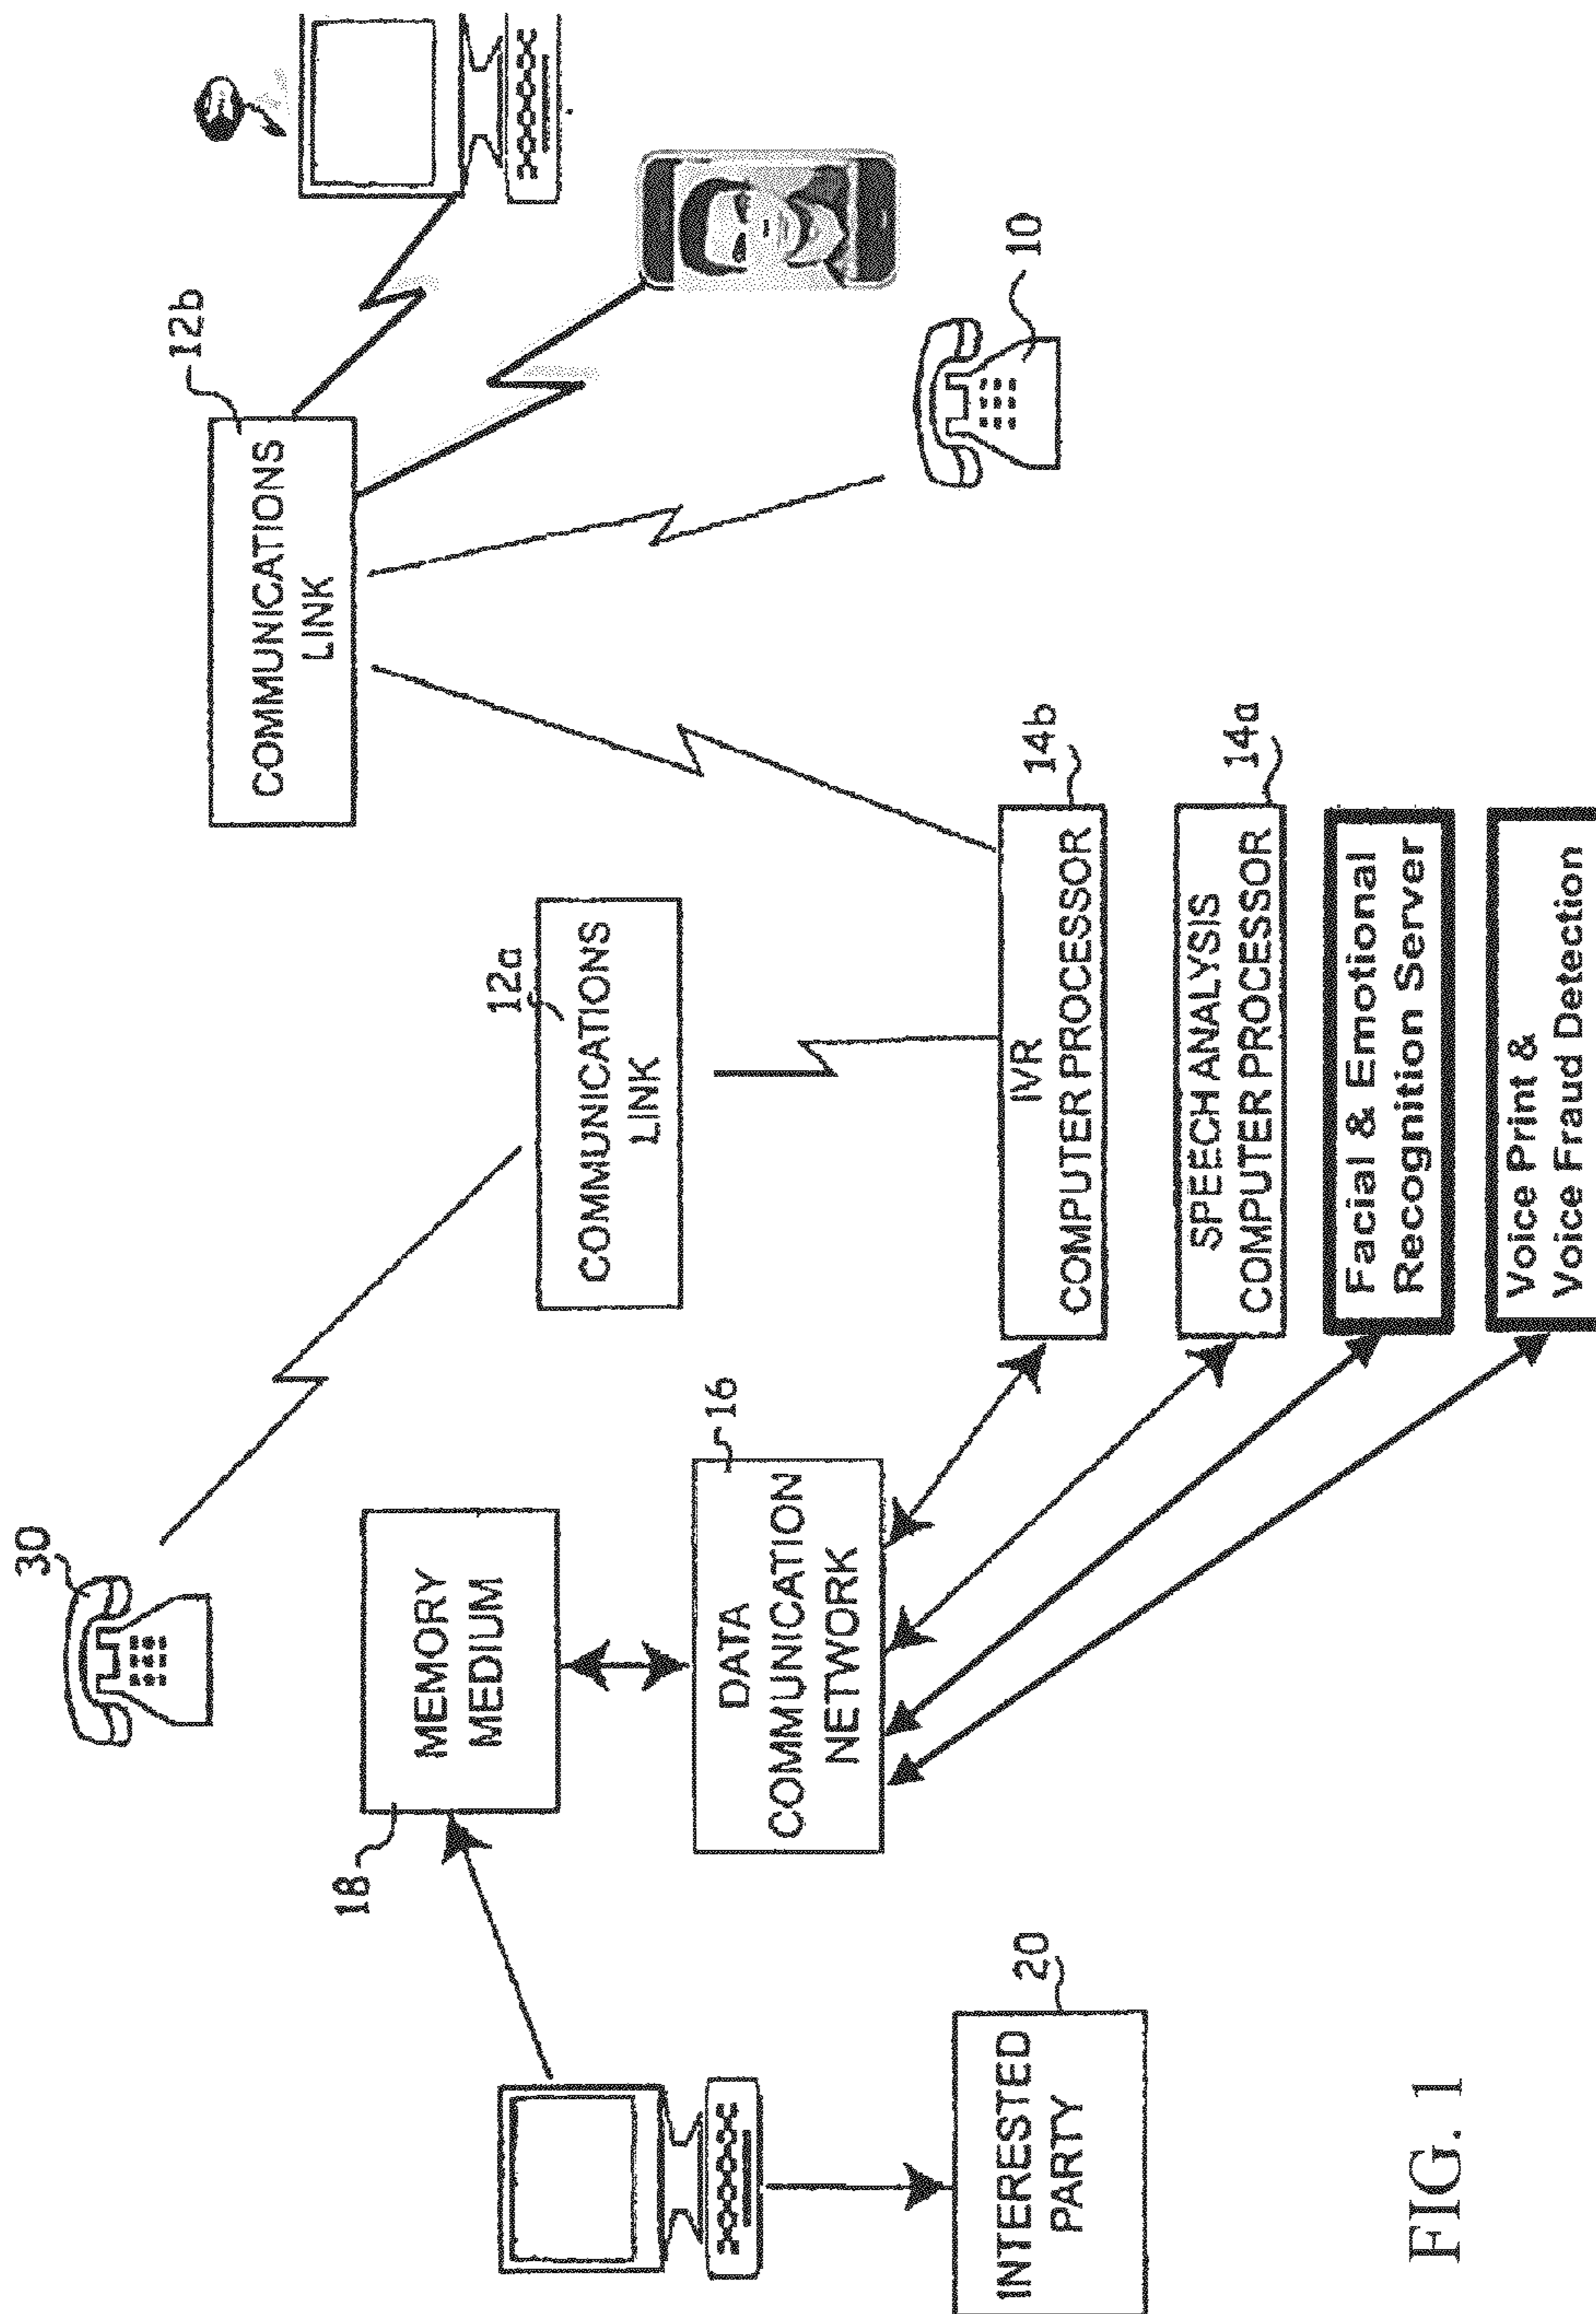 30
18
MEMORY
MEDIUM
16
DATA
COMMUNICATION
NETWORK
20
INTERESTED
PARTY
12a
COMMUNICATIONS
LINK
12b
COMMUNICATIONS
LINK
10
14b
IVR
COMPUTER PROCESSOR
14a
SPEECH ANALYSIS
COMPUTER PROCESSOR
Facial & Emotional
Recognition Server
Voice Print &
Voice Fraud Detection
FIG. 1